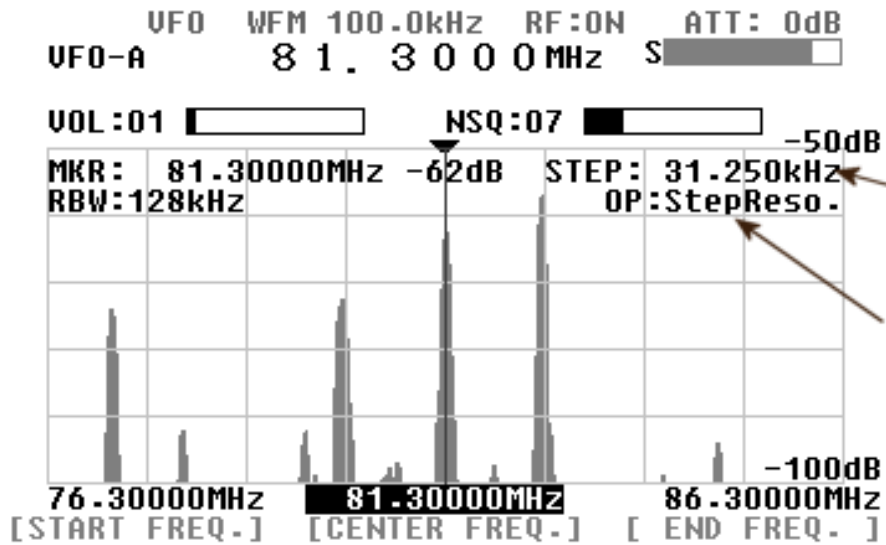 VFO WFM 100.0kHz RF:ON ATT: 0dB
VFO-A 81.3000MHz S
VOL:01 NSQ:07
-50dB
MKR: 81.30000MHz -62dB STEP: 31.250kHz
RBW:128kHz OP:StepReso.
-100dB
76.30000MHz 81.30000MHz 86.30000MHz
[START FREQ.] [CENTER FREQ.] [ END FREQ. ]